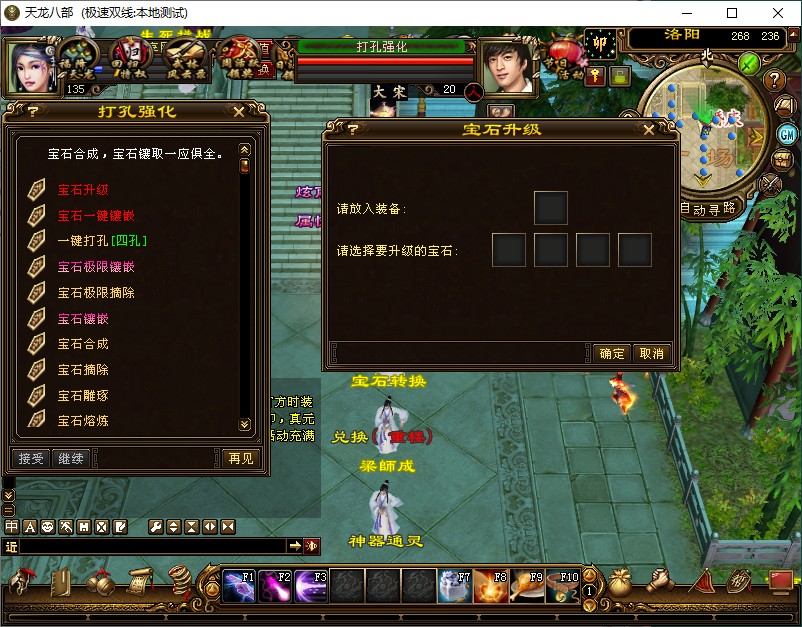 天龙八部 (极速双线:本地测试)
打孔强化
洛阳
268 236
北
135
大宋
20
GM
自动寻路
打孔强化
宝石合成，宝石镶取一应俱全。
宝石升级
宝石一键镶嵌
一键打孔[四孔]
宝石极限镶嵌
宝石极限摘除
宝石镶嵌
宝石合成
宝石摘除
宝石雕琢
宝石熔炼
接受
继续
再见
宝石升级
请放入装备:
请选择要升级的宝石:
确定
取消
宝石转换
兑换(重楼)
梁師成
神器通灵
近
F1
F2
F3
F7
F8
F9
F10
1